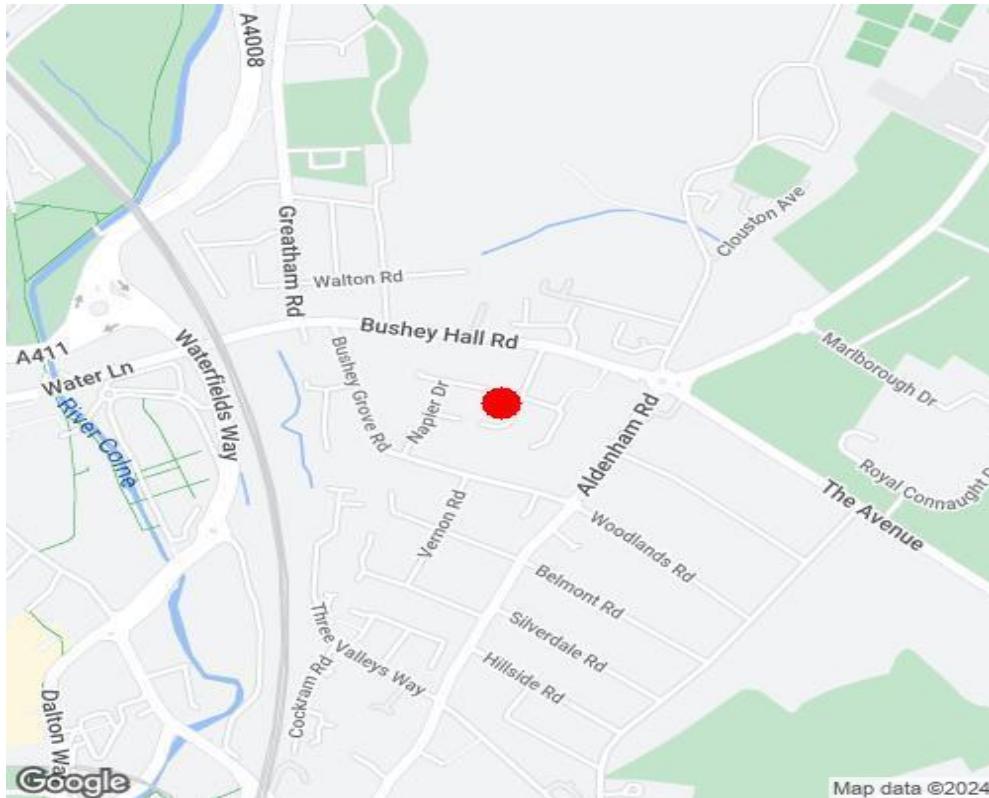 A4008
Greatham Rd
Clouston Ave
Walton Rd
Bushey Hall Rd
A411
Water Ln
Waterfields Way
Bushey Grove Rd
Napier Dr
Marlborough Dr
River Colne
Aldenham Rd
Royal Connaught D
The Avenue
Vernon Rd
Woodlands Rd
Belmont Rd
Silverdale Rd
Three Valleys Way
Hillside Rd
Cockram Rd
Dalton Wa
Google
Map data ©2024